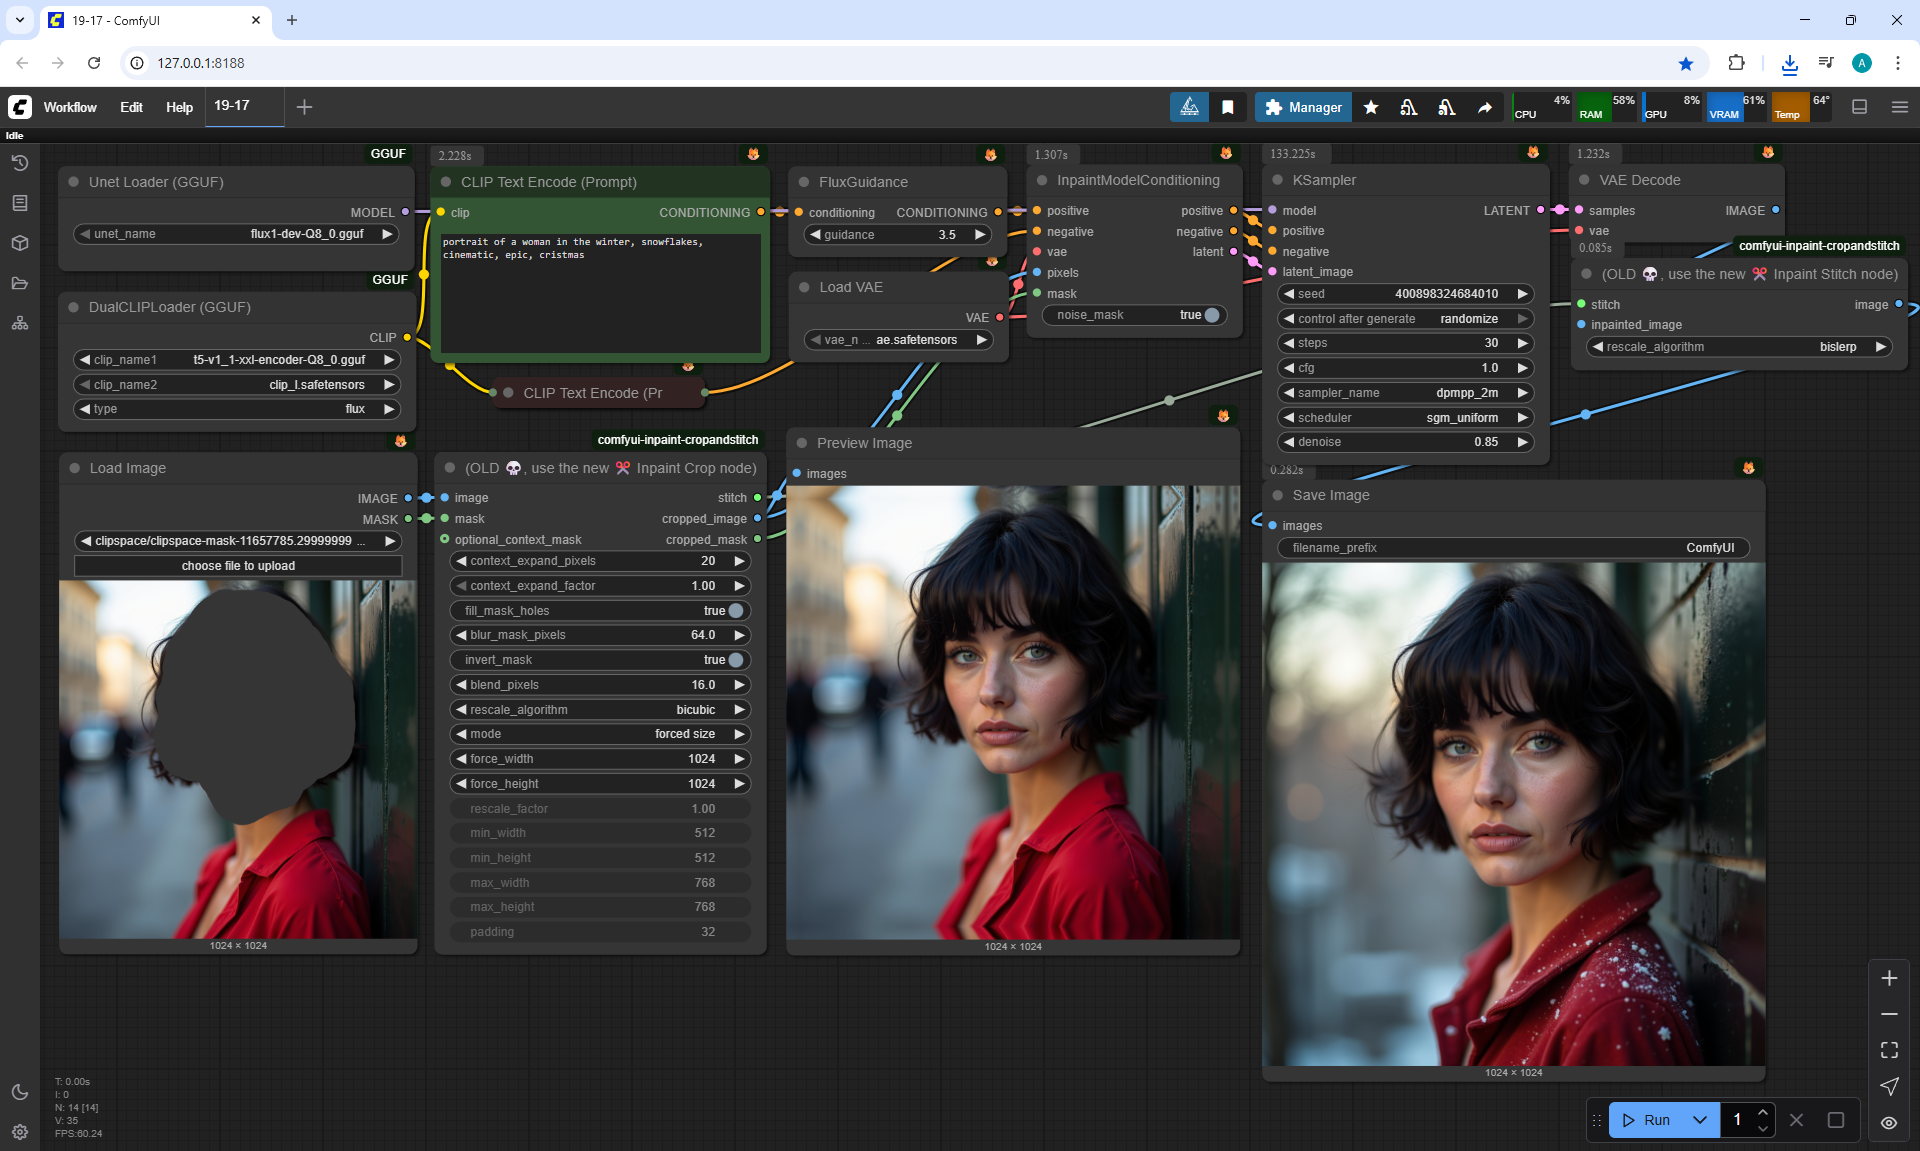 19-17 - ComfyUI
127.0.0.1:8188
A
Workflow Edit Help 19-17
Manager
CPU 4% RAM 58% GPU 8% VRAM 61% Temp 64°
Idle
GGUF
Unet Loader (GGUF)
MODEL
unet_name flux1-dev-Q8_0.gguf
GGUF
DualCLIPLoader (GGUF)
CLIP
clip_name1 t5-v1_1-xxl-encoder-Q8_0.gguf
clip_name2 clip_l.safetensors
type flux
2.228s
CLIP Text Encode (Prompt)
clip CONDITIONING
portrait of a woman in the winter, snowflakes,
cinematic, epic, cristmas
CLIP Text Encode (Pr
FluxGuidance
conditioning CONDITIONING
guidance 3.5
Load VAE
VAE
vae_n ... ae.safetensors
1.307s
InpaintModelConditioning
positive positive
negative negative
vae latent
pixels
mask
noise_mask true
133.225s
KSampler
model LATENT
positive
negative
latent_image
seed 400898324684010
control after generate randomize
steps 30
cfg 1.0
sampler_name dpmpp_2m
scheduler sgm_uniform
denoise 0.85
1.232s
VAE Decode
samples IMAGE
vae
0.085s
comfyui-inpaint-cropandstitch
(OLD 💀, use the new ✂️ Inpaint Stitch node)
stitch image
inpainted_image
rescale_algorithm bislerp
Load Image
IMAGE
MASK
clipspace/clipspace-mask-11657785.29999999 ...
choose file to upload
1024 × 1024
comfyui-inpaint-cropandstitch
(OLD 💀, use the new ✂️ Inpaint Crop node)
image stitch
mask cropped_image
optional_context_mask cropped_mask
context_expand_pixels 20
context_expand_factor 1.00
fill_mask_holes true
blur_mask_pixels 64.0
invert_mask true
blend_pixels 16.0
rescale_algorithm bicubic
mode forced size
force_width 1024
force_height 1024
rescale_factor 1.00
min_width 512
min_height 512
max_width 768
max_height 768
padding 32
Preview Image
images
1024 × 1024
0.282s
Save Image
images
filename_prefix ComfyUI
1024 × 1024
T: 0.00s
I: 0
N: 14 [14]
V: 35
FPS:60.24
Run 1